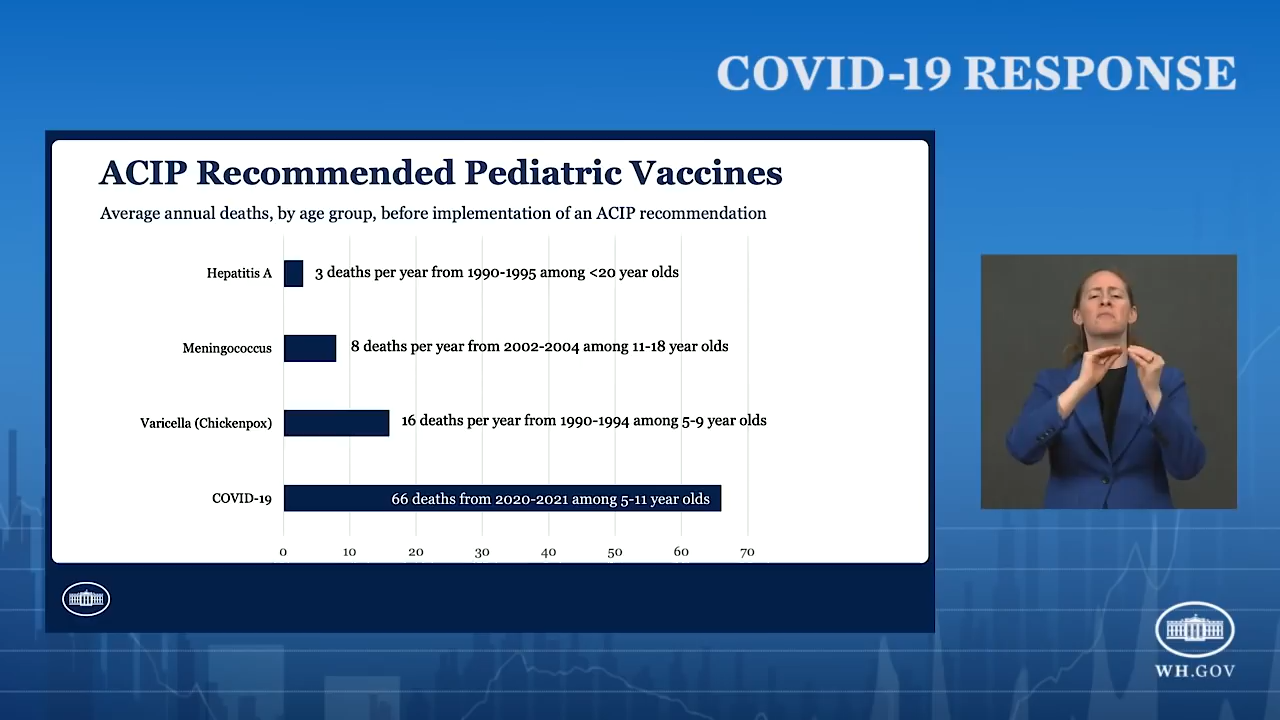 COVID-19 RESPONSE
ACIP Recommended Pediatric Vaccines
Average annual deaths, by age group, before implementation of an ACIP recommendation
Hepatitis A 3 deaths per year from 1990-1995 among <20 year olds
Meningococcus 8 deaths per year from 2002-2004 among 11-18 year olds
Varicella (Chickenpox) 16 deaths per year from 1990-1994 among 5-9 year olds
COVID-19 66 deaths from 2020-2021 among 5-11 year olds
0 10 20 30 40 50 60 70
WH.GOV